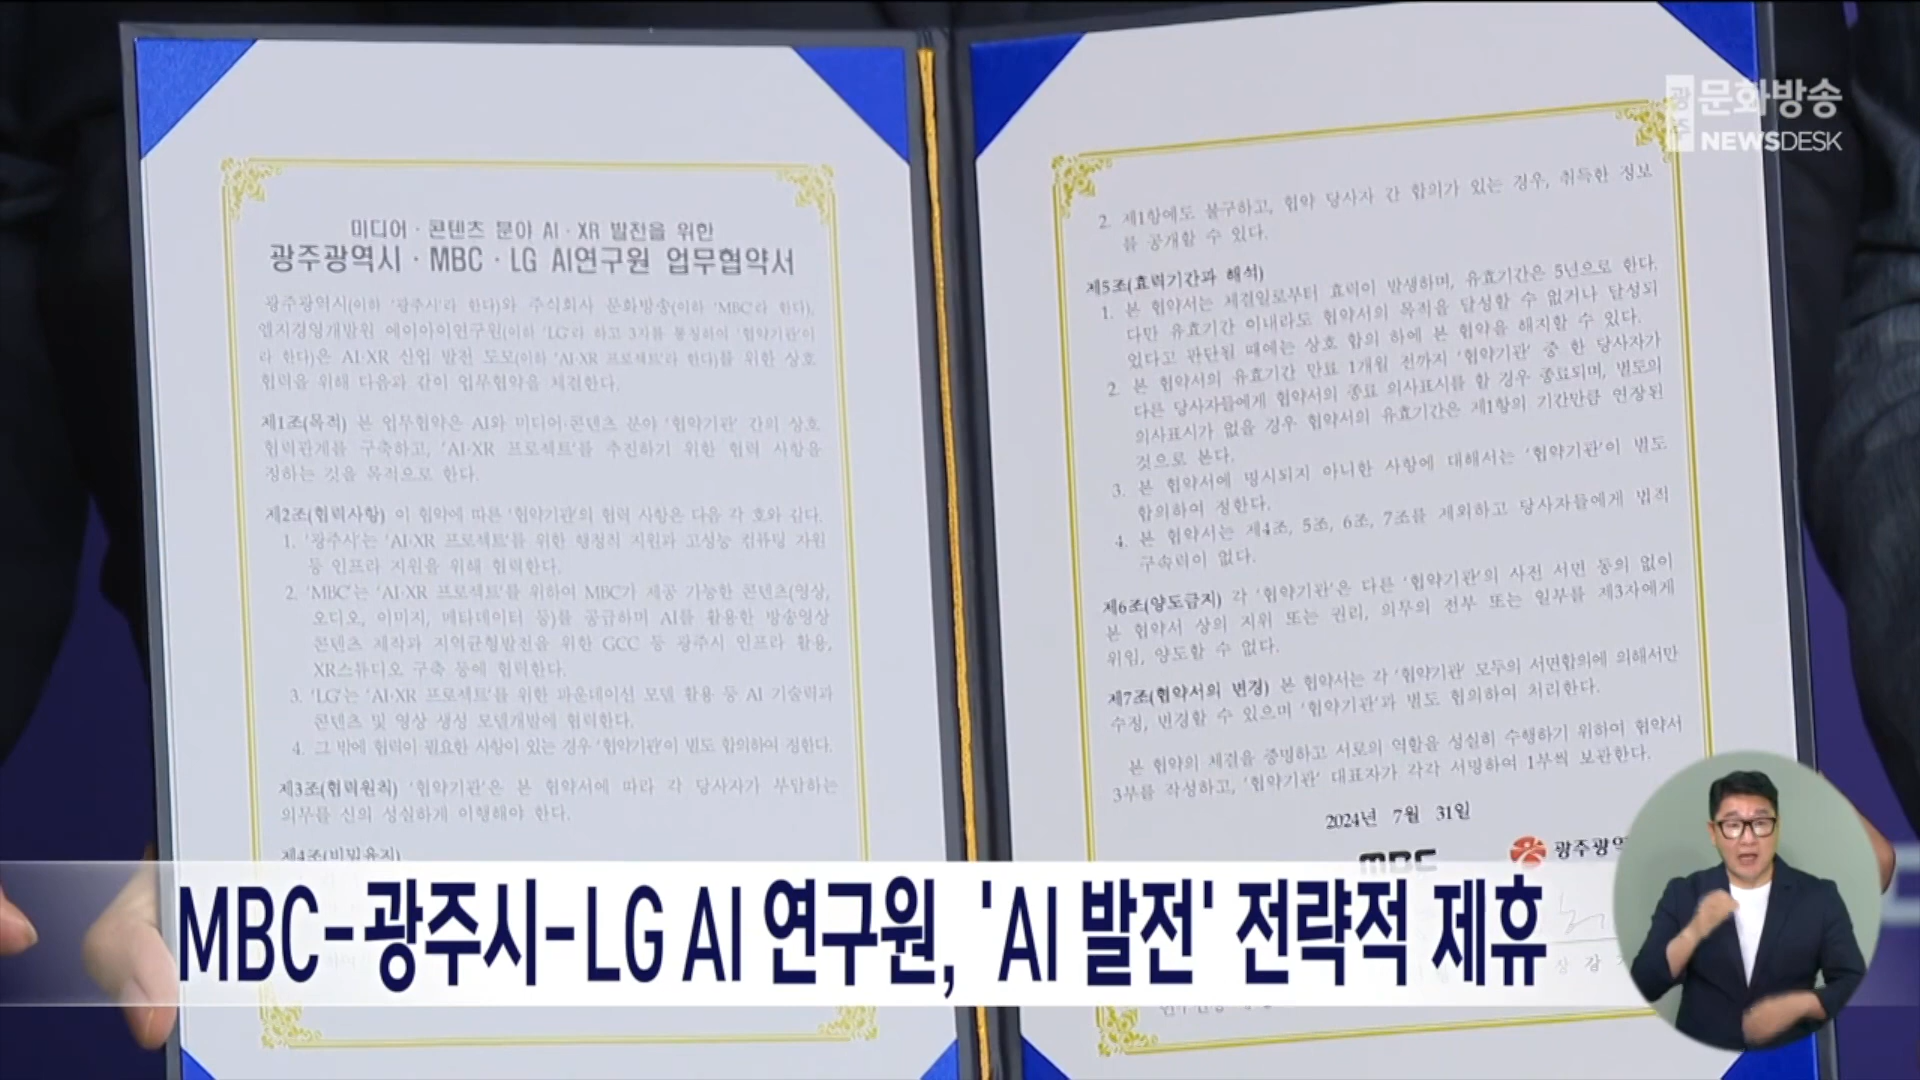 광주
문화방송
NEWSDESK
미디어·콘텐츠 분야 AI·XR 발전을 위한
광주광역시·MBC·LG AI연구원 업무협약서
광주광역시(이하 '광주시'라 한다)와 주식회사 문화방송(이하 'MBC'라 한다),
엘지경영개발원 에이아이연구원(이하 'LG'라 하고 3자를 통칭하여 '협약기관'이
라 한다)은 AI·XR 산업 발전 도모(이하 'AI·XR 프로젝트'라 한다)를 위한 상호
협력을 위해 다음과 같이 업무협약을 체결한다.
제1조(목적) 본 업무협약은 AI와 미디어·콘텐츠 분야 '협약기관' 간의 상호
협력관계를 구축하고, 'AI·XR 프로젝트'를 추진하기 위한 협력 사항을
정하는 것을 목적으로 한다.
제2조(협력사항) 이 협약에 따른 '협약기관'의 협력 사항은 다음 각 호와 같다.
1. '광주시'는 'AI·XR 프로젝트'를 위한 행정적 지원과 고성능 컴퓨팅 자원
등 인프라 지원을 위해 협력한다.
2. 'MBC'는 'AI·XR 프로젝트'를 위하여 MBC가 제공 가능한 콘텐츠(영상,
오디오, 이미지, 메타데이터 등)를 공급하며 AI를 활용한 방송영상
콘텐츠 제작과 지역균형발전을 위한 GCC 등 광주시 인프라 활용,
XR스튜디오 구축 등에 협력한다.
3. 'LG'는 'AI·XR 프로젝트'를 위한 파운데이션 모델 활용 등 AI 기술력과
콘텐츠 및 영상 생성 모델개발에 협력한다.
4. 그 밖에 협력이 필요한 사항이 있는 경우 '협약기관'이 별도 합의하여 정한다.
제3조(협력원칙) '협약기관'은 본 협약서에 따라 각 당사자가 부담하는
의무를 신의 성실하게 이행해야 한다.
제4조(비밀유지)
2. 제1항에도 불구하고, 협약 당사자 간 합의가 있는 경우, 취득한 정보
를 공개할 수 있다.
제5조(효력기간과 해석)
1. 본 협약서는 체결일로부터 효력이 발생하며, 유효기간은 5년으로 한다.
다만 유효기간 이내라도 협약서의 목적을 달성할 수 없거나 달성되
었다고 판단될 때에는 상호 합의 하에 본 협약을 해지할 수 있다.
2. 본 협약서의 유효기간 만료 1개월 전까지 '협약기관' 중 한 당사자가
다른 당사자들에게 협약서의 종료 의사표시를 할 경우 종료되며, 별도의
의사표시가 없을 경우 협약서의 유효기간은 제1항의 기간만큼 연장된
것으로 본다.
3. 본 협약서에 명시되지 아니한 사항에 대해서는 '협약기관'이 별도
합의하여 정한다.
4. 본 협약서는 제4조, 5조, 6조, 7조를 제외하고 당사자들에게 법적
구속력이 없다.
제6조(양도금지) 각 '협약기관'은 다른 '협약기관'의 사전 서면 동의 없이
본 협약서 상의 지위 또는 권리, 의무의 전부 또는 일부를 제3자에게
위임, 양도할 수 없다.
제7조(협약서의 변경) 본 협약서는 각 '협약기관' 모두의 서면합의에 의해서만
수정, 변경할 수 있으며 '협약기관'과 별도 협의하여 처리한다.
본 협약의 체결을 증명하고 서로의 역할을 성실히 수행하기 위하여 협약서
3부를 작성하고, '협약기관' 대표자가 각각 서명하여 1부씩 보관한다.
2024년 7월 31일
MBC 광주광역
MBC-광주시-LG AI 연구원, 'AI 발전' 전략적 제휴